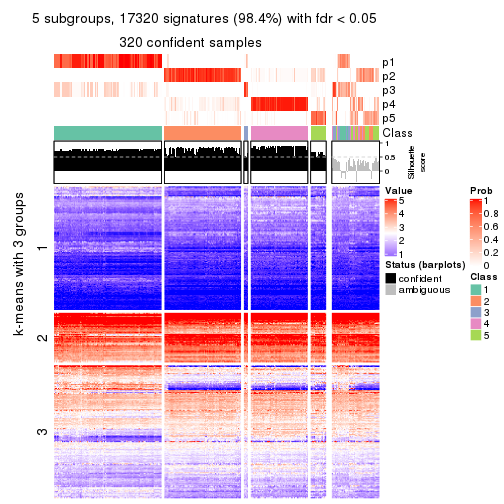 5 subgroups, 17320 signatures (98.4%) with fdr < 0.05
320 confident samples
p1
p2
p3
p4
p5
Class
1
0.5
0
Silhouette
score
k-means with 3 groups
1
2
3
Value
5
4
3
2
1
Status (barplots)
confident
ambiguous
Prob
1
0.8
0.6
0.4
0.2
0
Class
1
2
3
4
5